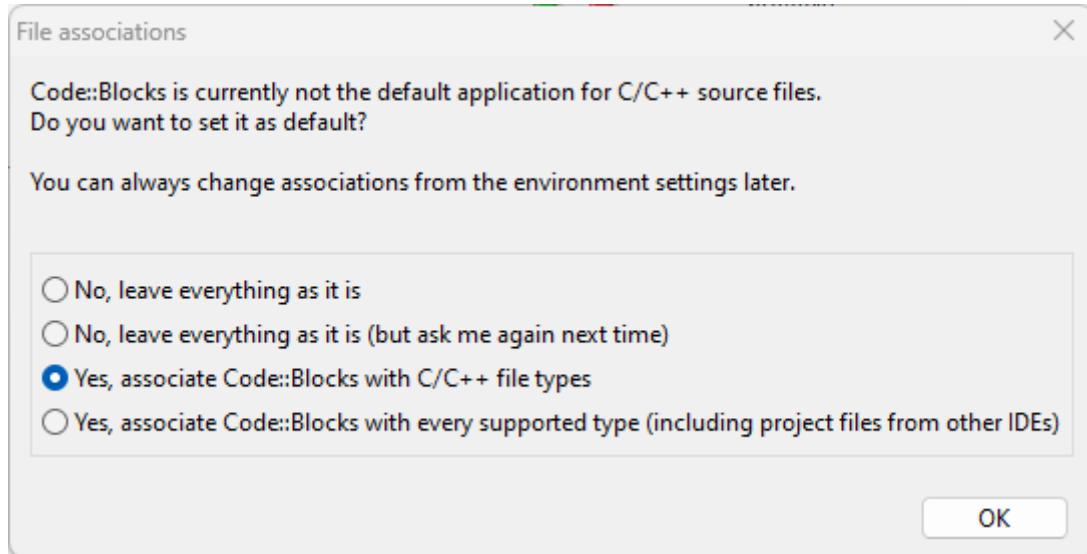 File associations
Code::Blocks is currently not the default application for C/C++ source files.
Do you want to set it as default?
You can always change associations from the environment settings later.
No, leave everything as it is
No, leave everything as it is (but ask me again next time)
Yes, associate Code::Blocks with C/C++ file types
Yes, associate Code::Blocks with every supported type (including project files from other IDEs)
OK